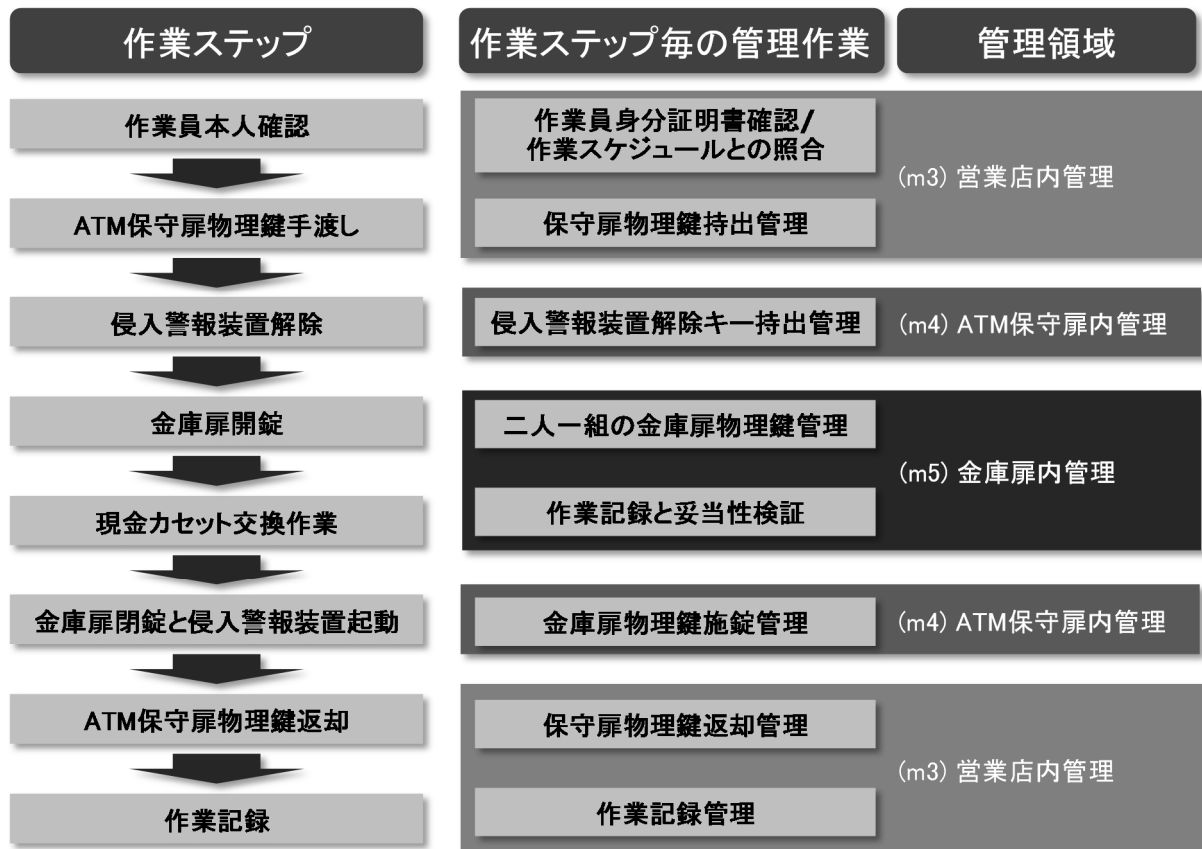 作業ステップ
作業ステップ毎の管理作業
管理領域
作業員本人確認
作業員身分証明書確認/
作業スケジュールとの照合
(m3) 営業店内管理
ATM保守扉物理鍵手渡し
保守扉物理鍵持出管理
侵入警報装置解除
侵入警報装置解除キー持出管理
(m4) ATM保守扉内管理
金庫扉開錠
二人一組の金庫扉物理鍵管理
(m5) 金庫扉内管理
現金カセット交換作業
作業記録と妥当性検証
金庫扉閉錠と侵入警報装置起動
金庫扉物理鍵施錠管理
(m4) ATM保守扉内管理
ATM保守扉物理鍵返却
保守扉物理鍵返却管理
(m3) 営業店内管理
作業記録
作業記録管理